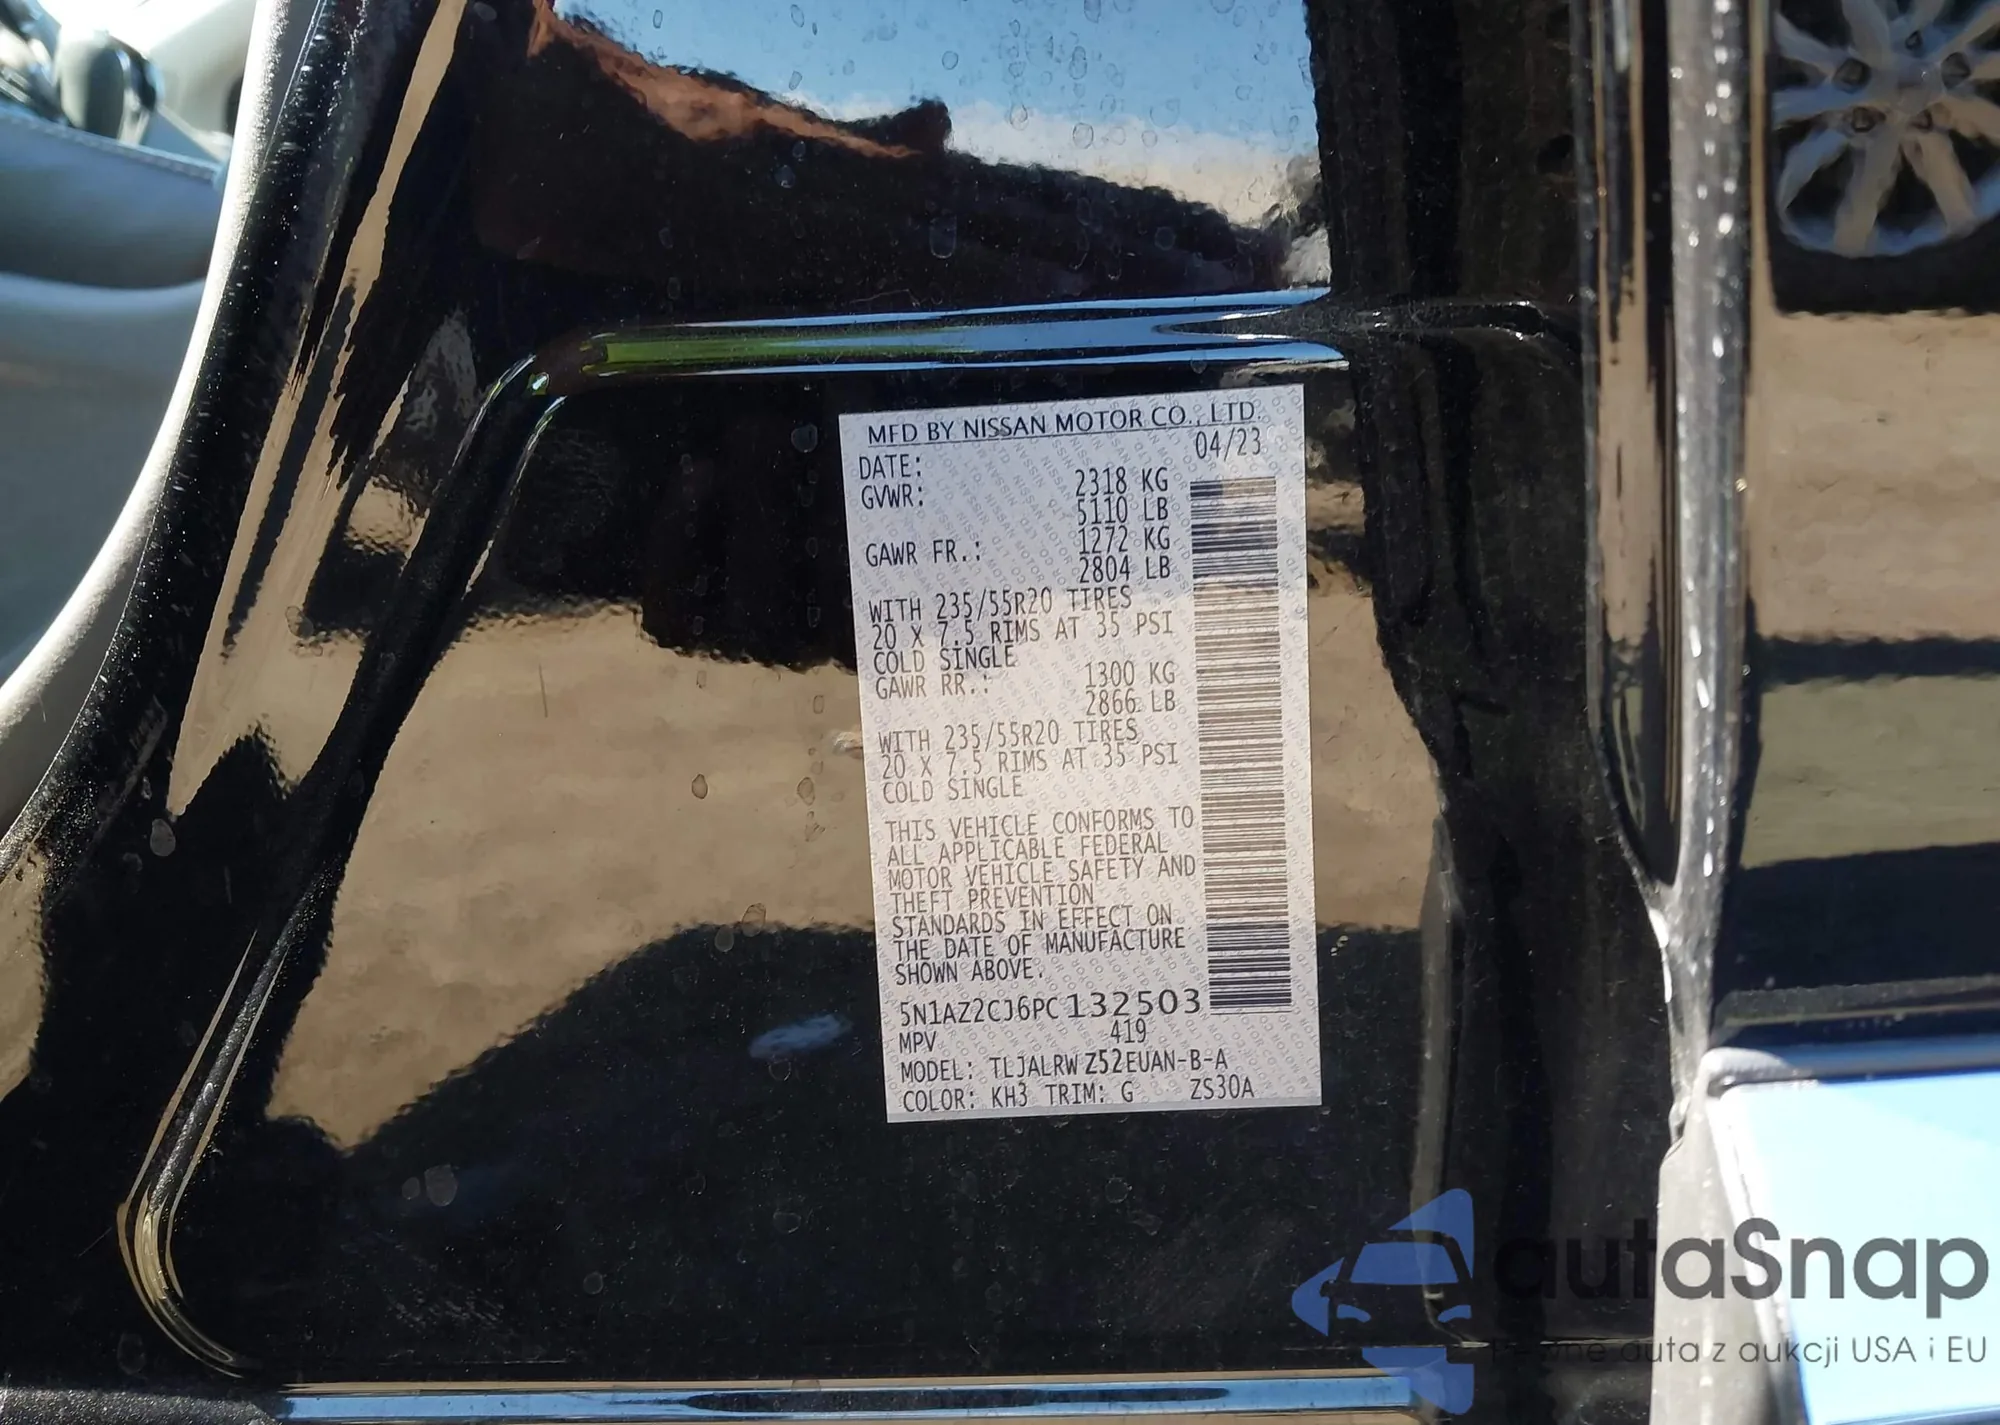 MFD BY NISSAN MOTOR CO., LTD.
DATE: 04/23
GVWR: 2318 KG
5110 LB
GAWR FR.: 1272 KG
2804 LB
WITH 235/55R20 TIRES
20 X 7.5 RIMS AT 35 PSI
COLD SINGLE
GAWR RR.: 1300 KG
2866 LB
WITH 235/55R20 TIRES
20 X 7.5 RIMS AT 35 PSI
COLD SINGLE
THIS VEHICLE CONFORMS TO
ALL APPLICABLE FEDERAL
MOTOR VEHICLE SAFETY AND
THEFT PREVENTION
STANDARDS IN EFFECT ON
THE DATE OF MANUFACTURE
SHOWN ABOVE.
5N1AZ2CJ6PC132503
MPV 419
MODEL: TLJALRWZ52EUAN-B-A
COLOR: KH3 TRIM: G ZS30A
autaSnap
auta z aukcji USA i EU